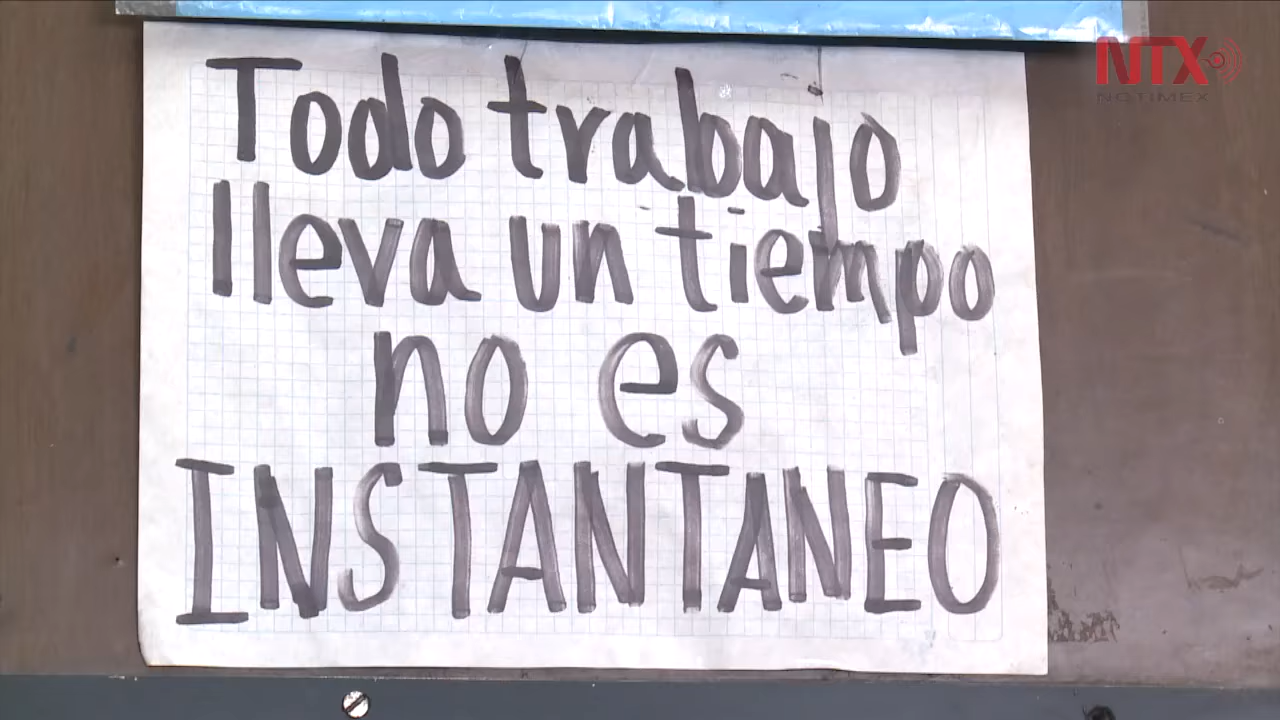 NTX
NOTIMEX
Todo trabajo
lleva un tiempo
no es
INSTANTANEO